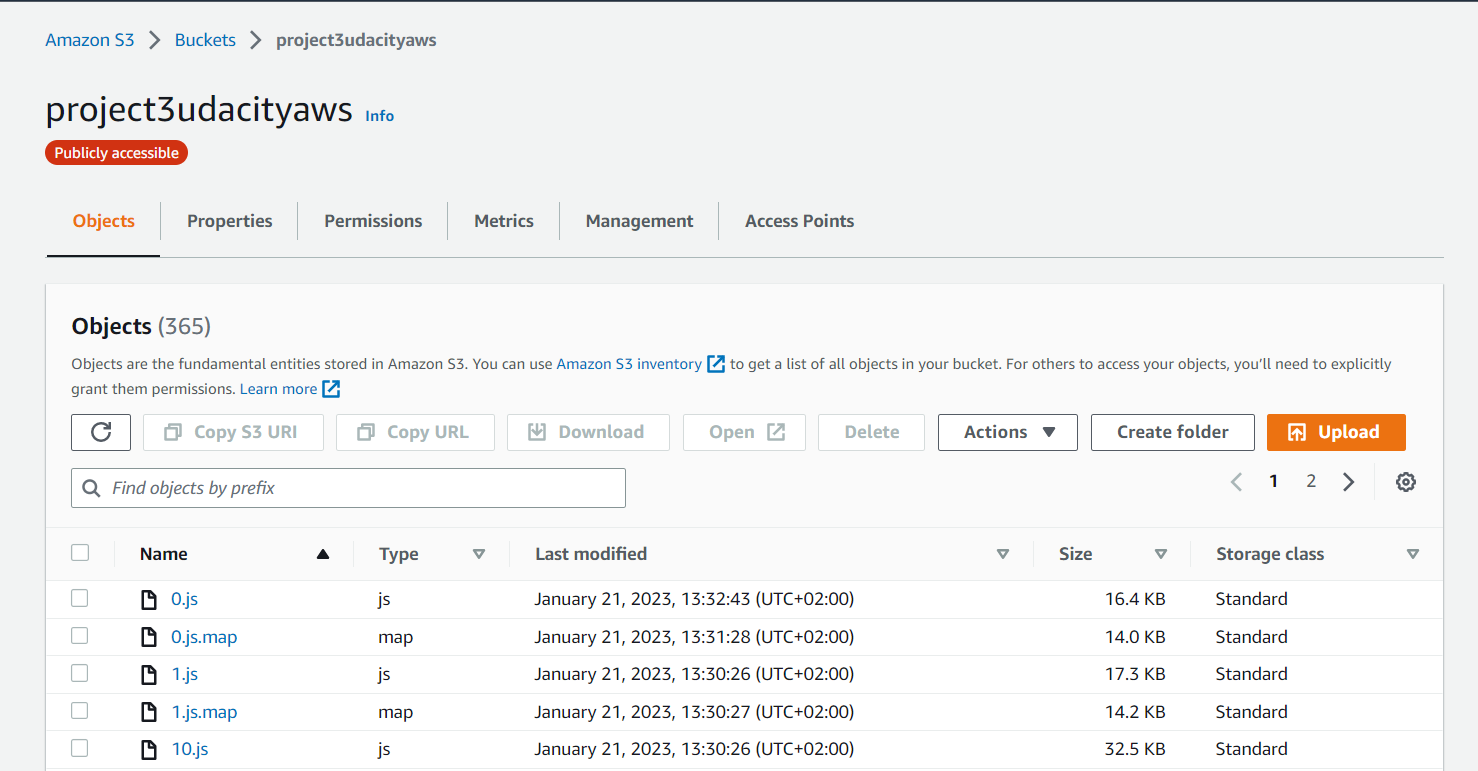 Amazon S3 > Buckets > project3udacityaws
project3udacityaws Info
Publicly accessible
Objects Properties Permissions Metrics Management Access Points
Objects (365)
Objects are the fundamental entities stored in Amazon S3. You can use Amazon S3 inventory to get a list of all objects in your bucket. For others to access your objects, you’ll need to explicitly
grant them permissions. Learn more
Copy S3 URI Copy URL Download Open Delete Actions Create folder Upload
Find objects by prefix
1 2
Name Type Last modified Size Storage class
0.js js January 21, 2023, 13:32:43 (UTC+02:00) 16.4 KB Standard
0.js.map map January 21, 2023, 13:31:28 (UTC+02:00) 14.0 KB Standard
1.js js January 21, 2023, 13:30:26 (UTC+02:00) 17.3 KB Standard
1.js.map map January 21, 2023, 13:30:27 (UTC+02:00) 14.2 KB Standard
10.js js January 21, 2023, 13:30:26 (UTC+02:00) 32.5 KB Standard